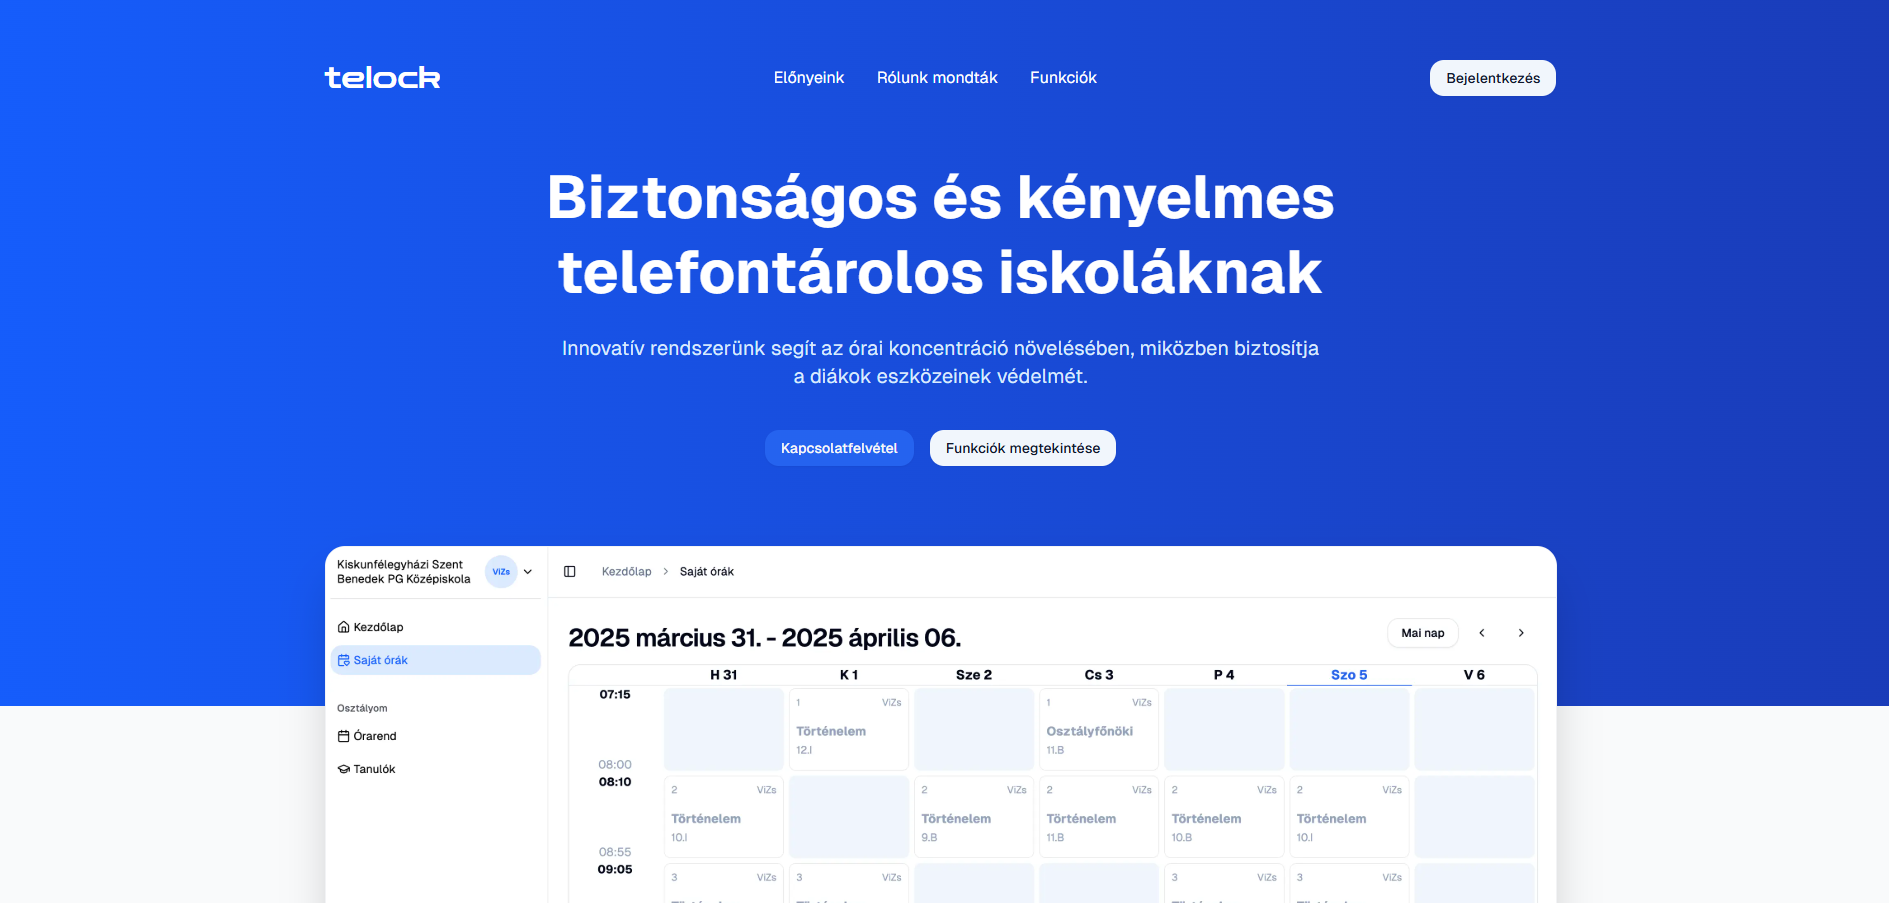 telock
Előnyeink
Rólunk mondták
Funkciók
Bejelentkezés
Biztonságos és kényelmes
telefontárolos iskoláknak
Innovatív rendszerünk segít az órai koncentráció növelésében, miközben biztosítja
a diákok eszközeinek védelmét.
Kapcsolatfelvétel
Funkciók megtekintése
Kiskunfélegyházi Szent
Benedek PG Középiskola
ViZs
Kezdőlap
Saját órák
Osztályom
Órarend
Tanulók
Kezdőlap > Saját órák
2025 március 31. - 2025 április 06.
Mai nap
H 31 K 1 Sze 2 Cs 3 P 4 Szo 5 V 6
07:15
1 ViZs 1 ViZs
Történelem Osztályfőnöki
12.I 11.B
08:00
08:10
2 ViZs 2 ViZs 2 ViZs 2 ViZs 2 ViZs
Történelem Történelem Történelem Történelem Történelem
10.I 9.B 11.B 10.B 10.I
08:55
09:05
3 ViZs 3 ViZs 3 ViZs 3 ViZs